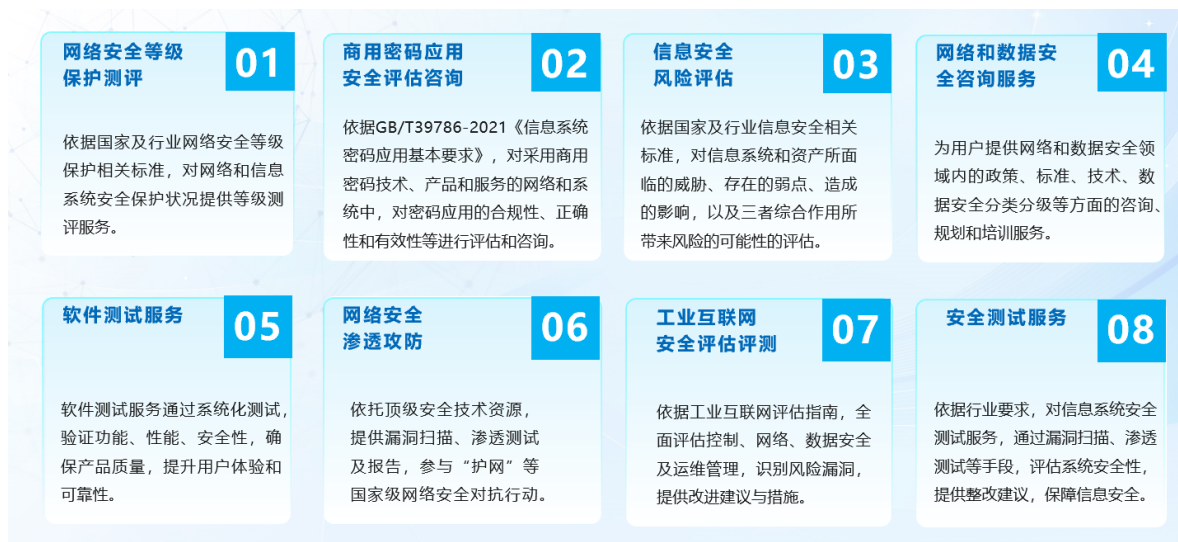 网络安全等级
保护测评
01
依据国家及行业网络安全等级
保护相关标准，对网络和信息
系统安全保护状况提供等级测
评服务。
商用密码应用
安全评估咨询
02
依据GB/T39786-2021《信息系统
密码应用基本要求》，对采用商用
密码技术、产品和服务的网络和系
统中，对密码应用的合规性、正确
性和有效性等进行评估和咨询。
信息安全
风险评估
03
依据国家及行业信息安全相关
标准，对信息系统和资产所面
临的威胁、存在的弱点、造成
的影响，以及三者综合作用所
带来风险的可能性的评估。
网络和数据安
全咨询服务
04
为用户提供网络和数据安全领
域内的政策、标准、技术、数
据安全分类分级等方面的咨询、
规划和培训服务。
软件测试服务
05
软件测试服务通过系统化测试，
验证功能、性能、安全性，确
保产品质量，提升用户体验和
可靠性。
网络安全
渗透攻防
06
依托顶级安全技术资源，
提供漏洞扫描、渗透测试
及报告，参与“护网”等
国家级网络安全对抗行动。
工业互联网
安全评估评测
07
依据工业互联网评估指南，全
面评估控制、网络、数据安全
及运维管理，识别风险漏洞，
提供改进建议与措施。
安全测试服务
08
依据行业要求，对信息系统安全
测试服务，通过漏洞扫描、渗透
测试等手段，评估系统安全性，
提供整改建议，保障信息安全。